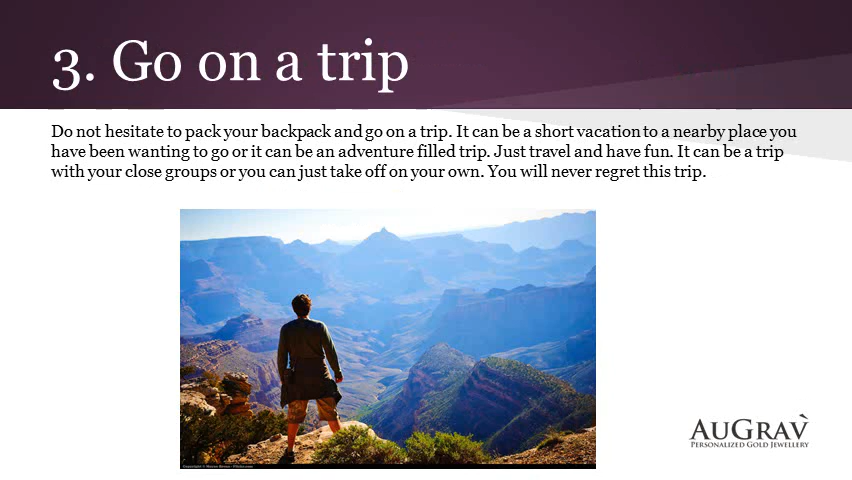 3. Go on a trip
Do not hesitate to pack your backpack and go on a trip. It can be a short vacation to a nearby place you
have been wanting to go or it can be an adventure filled trip. Just travel and have fun. It can be a trip
with your close groups or you can just take off on your own. You will never regret this trip.
AUGRAV
PERSONALIZED GOLD JEWELLERY